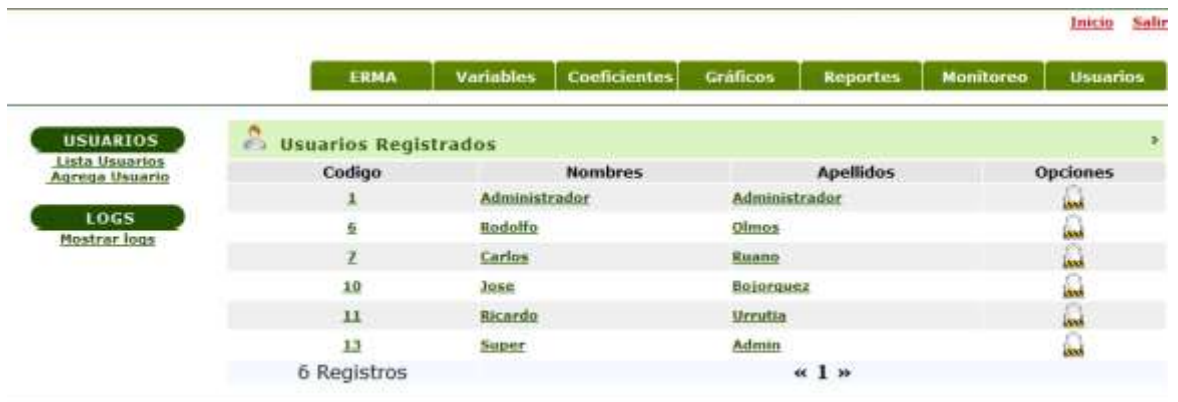 Inicio Salir
ERMA Variables Coeficientes Gráficos Reportes Monitoreo Usuarios
USUARIOS
Lista Usuarios
Agrega Usuario
LOGS
Mostrar logs
Usuarios Registrados
Codigo Nombres Apellidos Opciones
1 Administrador Administrador
6 Rodolfo Olmos
7 Carlos Ruano
10 Jose Bojorquez
11 Ricardo Urrutia
13 Super Admin
6 Registros « 1 »